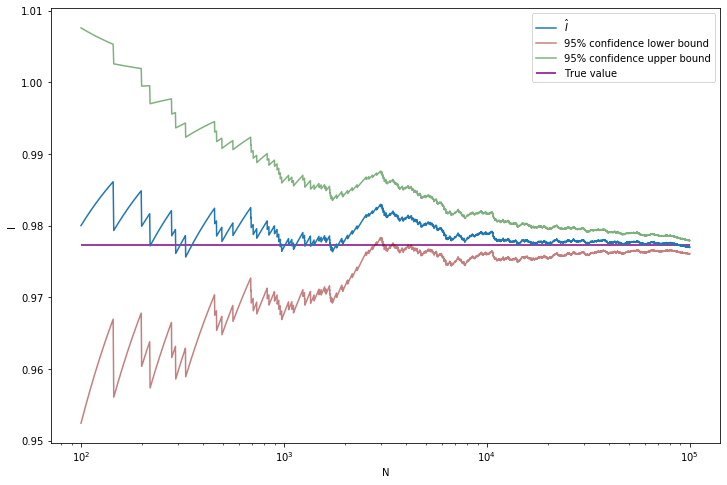 1.01
1.00
0.99
0.98
0.97
0.96
0.95
I
10²
10³
10⁴
10⁵
N
Î
95% confidence lower bound
95% confidence upper bound
True value